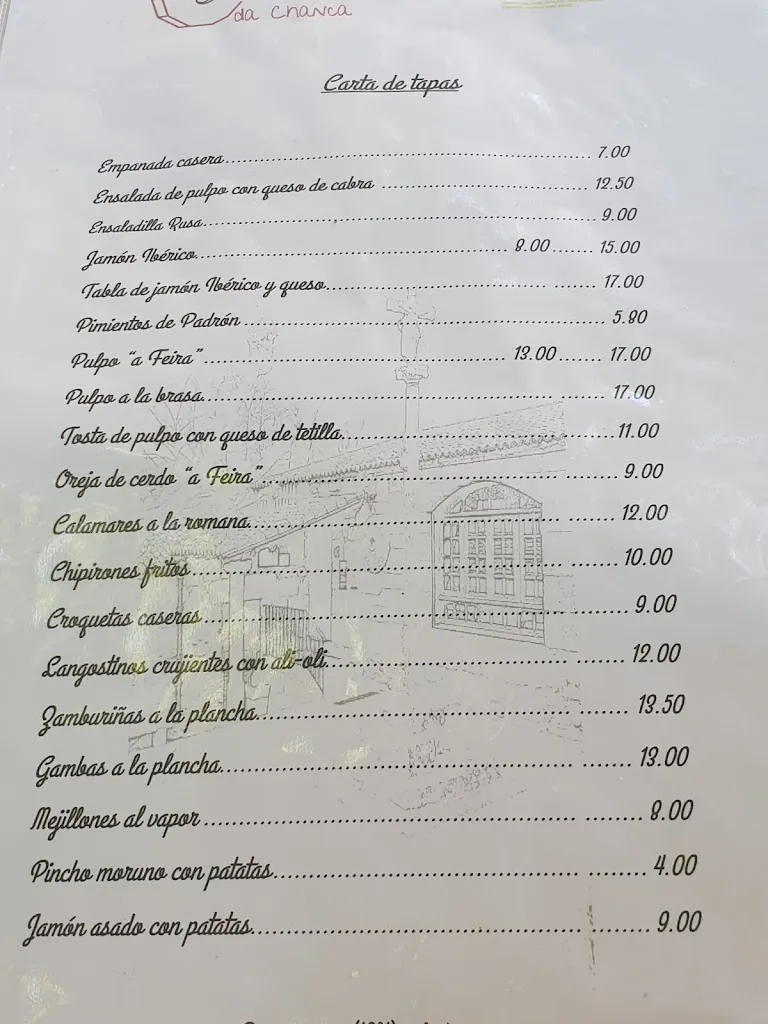 da Chanca
Carta de tapas
Empanada casera........................................................ 7.00
Ensalada de pulpo con queso de cabra ................................ 12.50
Ensaladilla Rusa........................................................ 9.00
Jamón Ibérico.............................................. 8.00....... 15.00
Tabla de jamón Ibérico y queso.............................. ....... 17.00
Pimientos de Padrón .................................................. 5.80
Pulpo "a Feira"............................................ 13.00....... 17.00
Pulpo a la brasa............................................ ....... 17.00
Tosta de pulpo con queso de tetilla.................................. 11.00
Oreja de cerdo "a Feira"...................................... ........ 9.00
Calamares a la romana........................................ ....... 12.00
Chipirones fritos.............................................. ........ 10.00
Croquetas caseras ............................................ ........ 9.00
Langostinos crujientes con ali-oli.............................. ....... 12.00
Zamburiñas a la plancha........................................ ....... 13.50
Gambas a la plancha............................................ ....... 13.00
Mejillones al vapor ............................................ ........ 8.00
Pincho moruno con patatas...................................... ........ 4.00
Jamón asado con patatas........................................ ........ 9.00